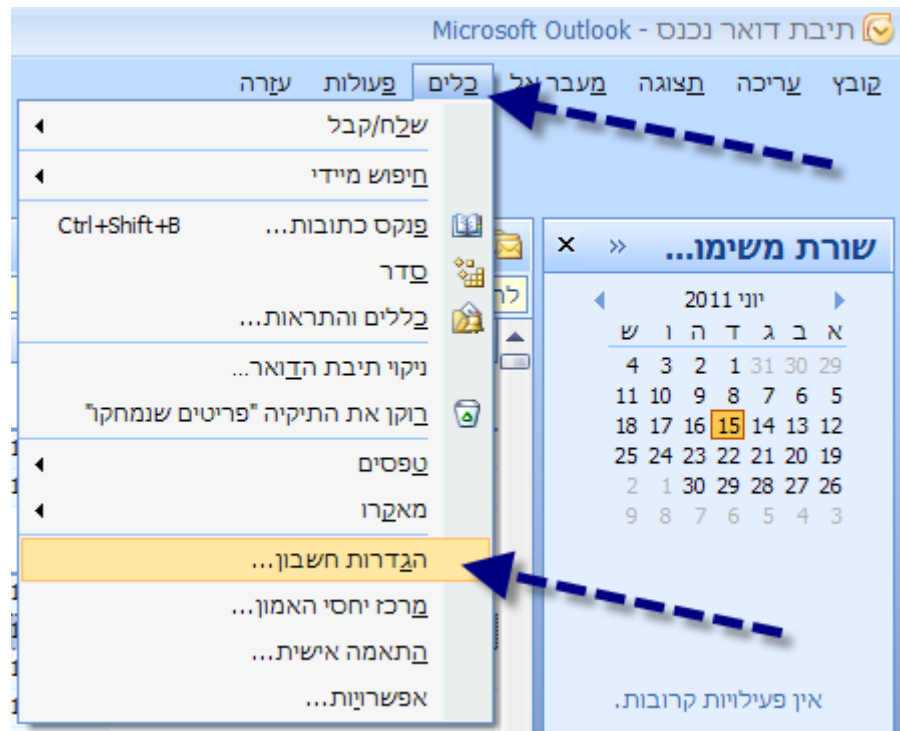 תיבת דואר נכנס - Microsoft Outlook
קובץ עריכה תצוגה מעבר אל כלים פעולות עזרה
שלח/קבל
חיפוש מיידי
פנקס כתובות... Ctrl+Shift+B
סדר
כללים והתראות...
ניקוי תיבת הדואר...
רוקן את התיקיה "פריטים שנמחקו"
טפסים
מאקרו
הגדרות חשבון...
מרכז יחסי האמון...
התאמה אישית...
אפשרויות...
שורת משימו... « ×
יוני 2011
א ב ג ד ה ו ש
29 30 31 1 2 3 4
5 6 7 8 9 10 11
12 13 14 15 16 17 18
19 20 21 22 23 24 25
26 27 28 29 30 1 2
3 4 5 6 7 8 9
אין פעילויות קרובות.